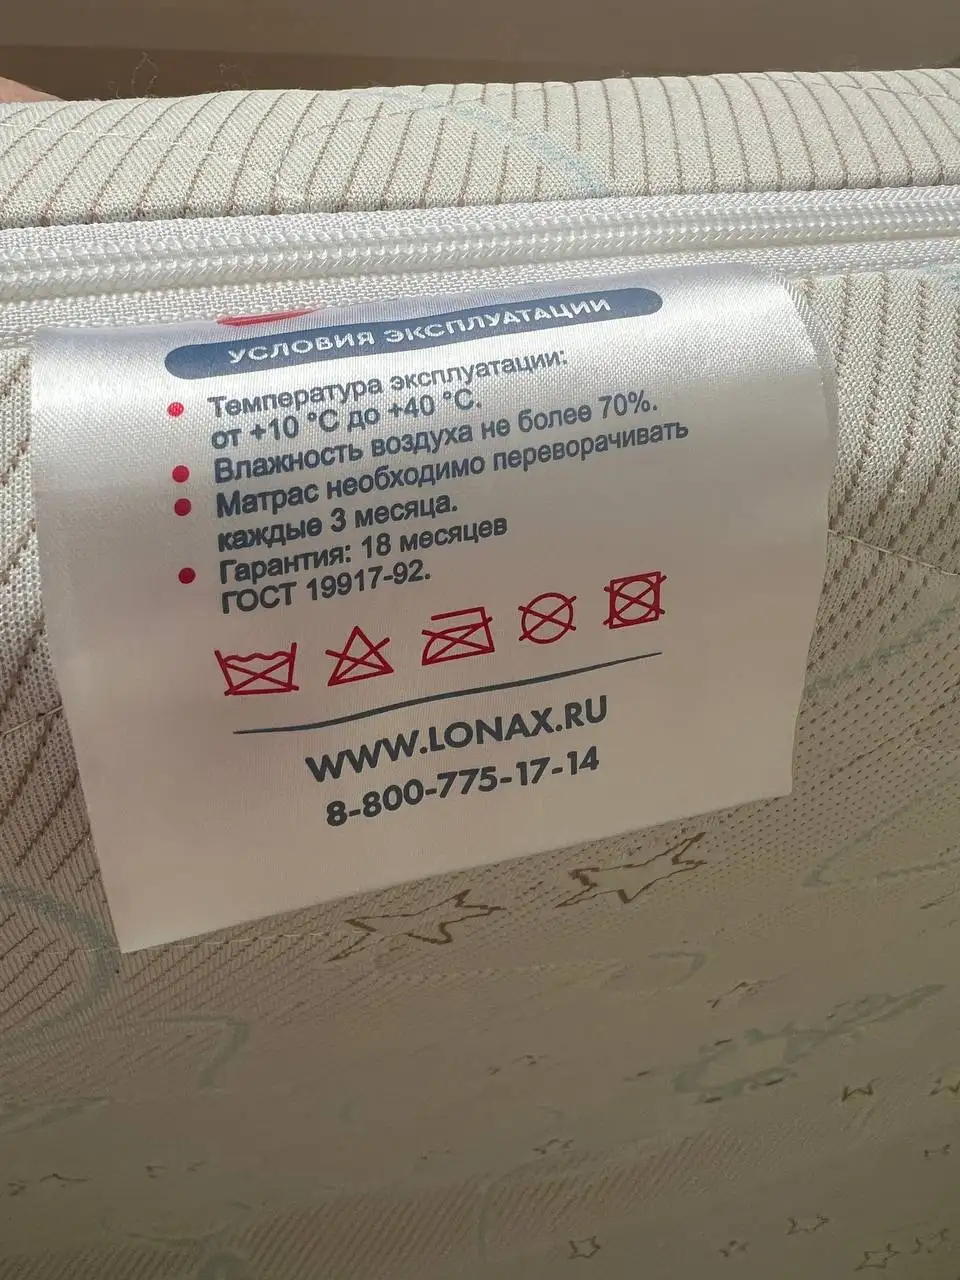 УСЛОВИЯ ЭКСПЛУАТАЦИИ
Температура эксплуатации:
от +10 °С до +40 °С.
Влажность воздуха не более 70%.
Матрас необходимо переворачивать
каждые 3 месяца.
Гарантия: 18 месяцев
ГОСТ 19917-92.
WWW.LONAX.RU
8-800-775-17-14